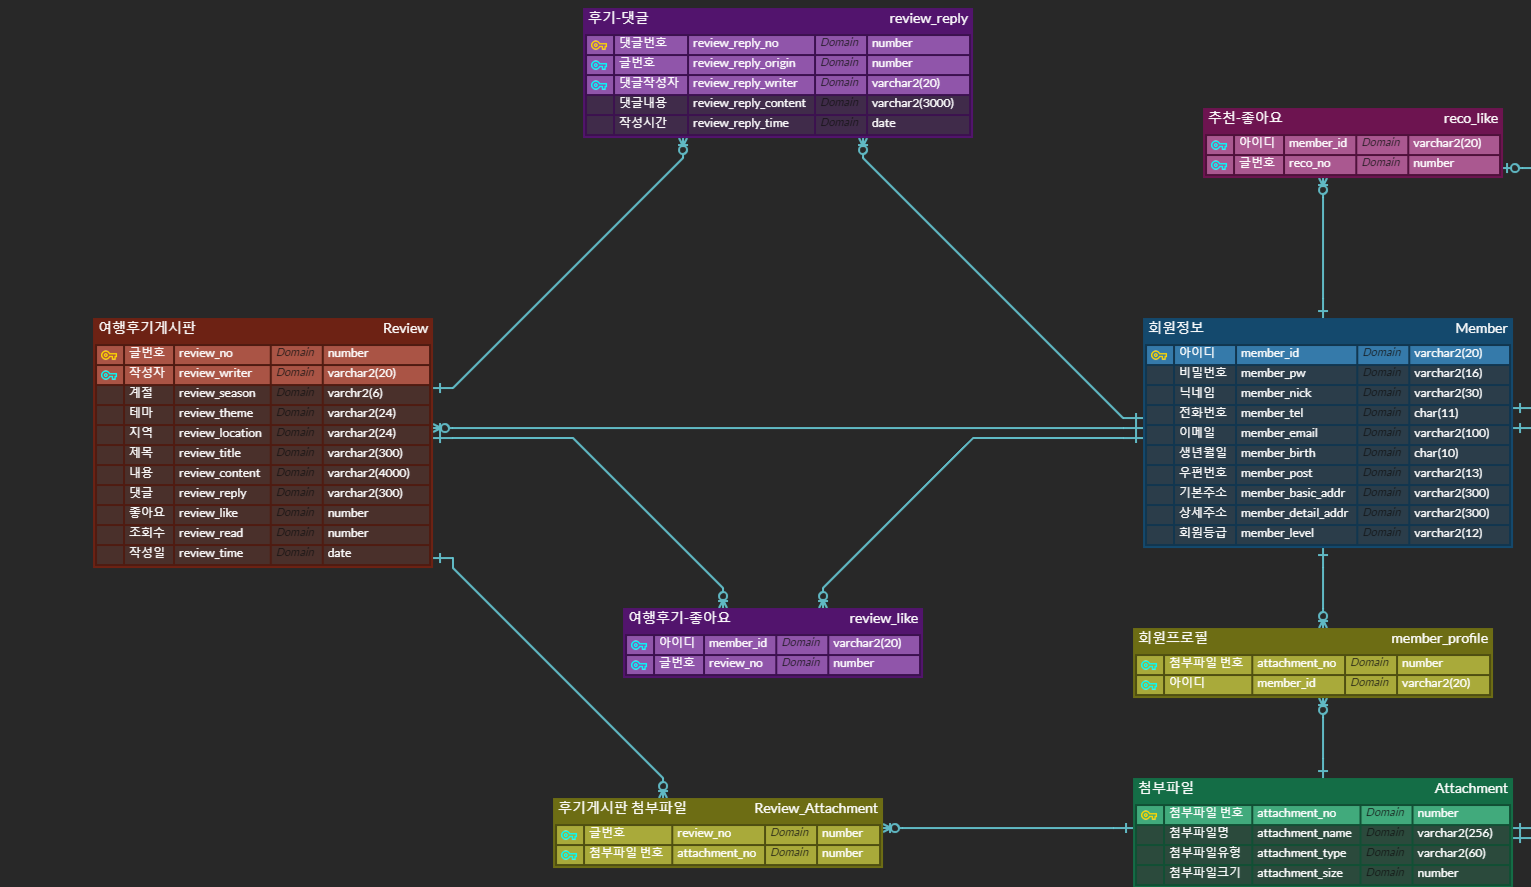 후기-댓글 review_reply
댓글번호 review_reply_no Domain number
글번호 review_reply_origin Domain number
댓글작성자 review_reply_writer Domain varchar2(20)
댓글내용 review_reply_content Domain varchar2(3000)
작성시간 review_reply_time Domain date
추천-좋아요 reco_like
아이디 member_id Domain varchar2(20)
글번호 reco_no Domain number
여행후기게시판 Review
글번호 review_no Domain number
작성자 review_writer Domain varchar2(20)
계절 review_season Domain varchr2(6)
테마 review_theme Domain varchar2(24)
지역 review_location Domain varchar2(24)
제목 review_title Domain varchar2(300)
내용 review_content Domain varchar2(4000)
댓글 review_reply Domain varchar2(300)
좋아요 review_like Domain number
조회수 review_read Domain number
작성일 review_time Domain date
회원정보 Member
아이디 member_id Domain varchar2(20)
비밀번호 member_pw Domain varchar2(16)
닉네임 member_nick Domain varchar2(30)
전화번호 member_tel Domain char(11)
이메일 member_email Domain varchar2(100)
생년월일 member_birth Domain char(10)
우편번호 member_post Domain varchar2(13)
기본주소 member_basic_addr Domain varchar2(300)
상세주소 member_detail_addr Domain varchar2(300)
회원등급 member_level Domain varchar2(12)
여행후기-좋아요 review_like
아이디 member_id Domain varchar2(20)
글번호 review_no Domain number
회원프로필 member_profile
첨부파일 번호 attachment_no Domain number
아이디 member_id Domain varchar2(20)
후기게시판 첨부파일 Review_Attachment
글번호 review_no Domain number
첨부파일 번호 attachment_no Domain number
첨부파일 Attachment
첨부파일 번호 attachment_no Domain number
첨부파일명 attachment_name Domain varchar2(256)
첨부파일유형 attachment_type Domain varchar2(60)
첨부파일크기 attachment_size Domain number